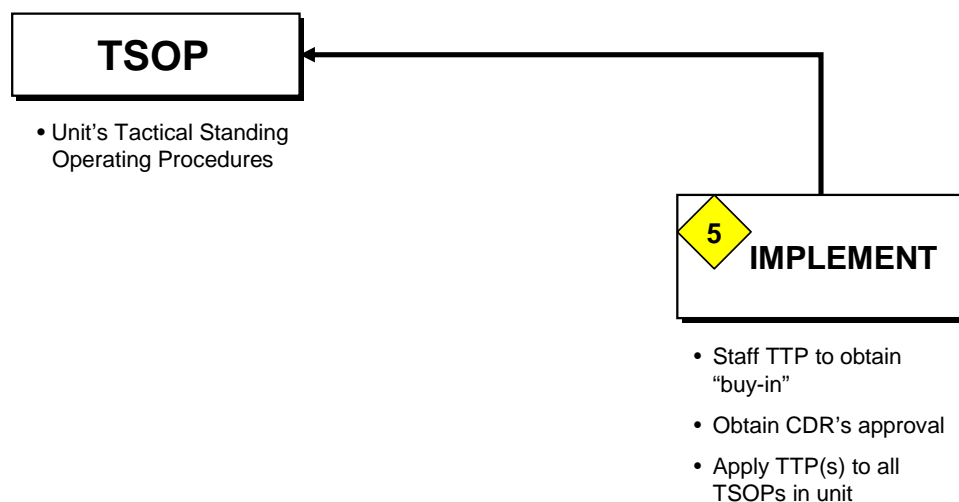 TSOP
• Unit's Tactical Standing
Operating Procedures
5
IMPLEMENT
• Staff TTP to obtain
“buy-in”
• Obtain CDR's approval
• Apply TTP(s) to all
TSOPs in unit